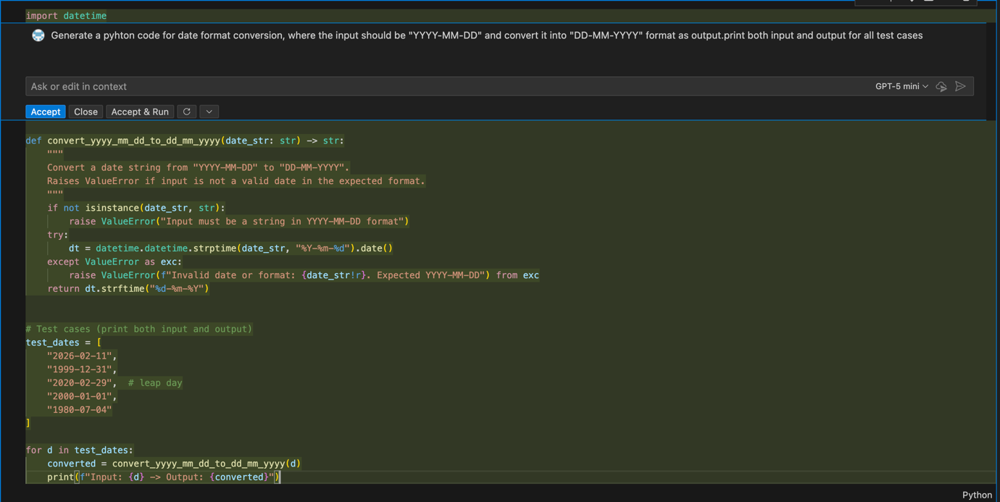 import datetime
Generate a pyhton code for date format conversion, where the input should be "YYYY-MM-DD" and convert it into "DD-MM-YYYY" format as output.print both input and output for all test cases
Ask or edit in context
GPT-5 mini
Accept
Close
Accept & Run
def convert_yyyy_mm_dd_to_dd_mm_yyyy(date_str: str) -> str:
    """
    Convert a date string from "YYYY-MM-DD" to "DD-MM-YYYY".
    Raises ValueError if input is not a valid date in the expected format.
    """
    if not isinstance(date_str, str):
        raise ValueError("Input must be a string in YYYY-MM-DD format")
    try:
        dt = datetime.datetime.strptime(date_str, "%Y-%m-%d").date()
    except ValueError as exc:
        raise ValueError(f"Invalid date or format: {date_str!r}. Expected YYYY-MM-DD") from exc
    return dt.strftime("%d-%m-%Y")
# Test cases (print both input and output)
test_dates = [
    "2026-02-11",
    "1999-12-31",
    "2020-02-29",  # leap day
    "2000-01-01",
    "1980-07-04"
]
for d in test_dates:
    converted = convert_yyyy_mm_dd_to_dd_mm_yyyy(d)
    print(f"Input: {d} -> Output: {converted}")
Python